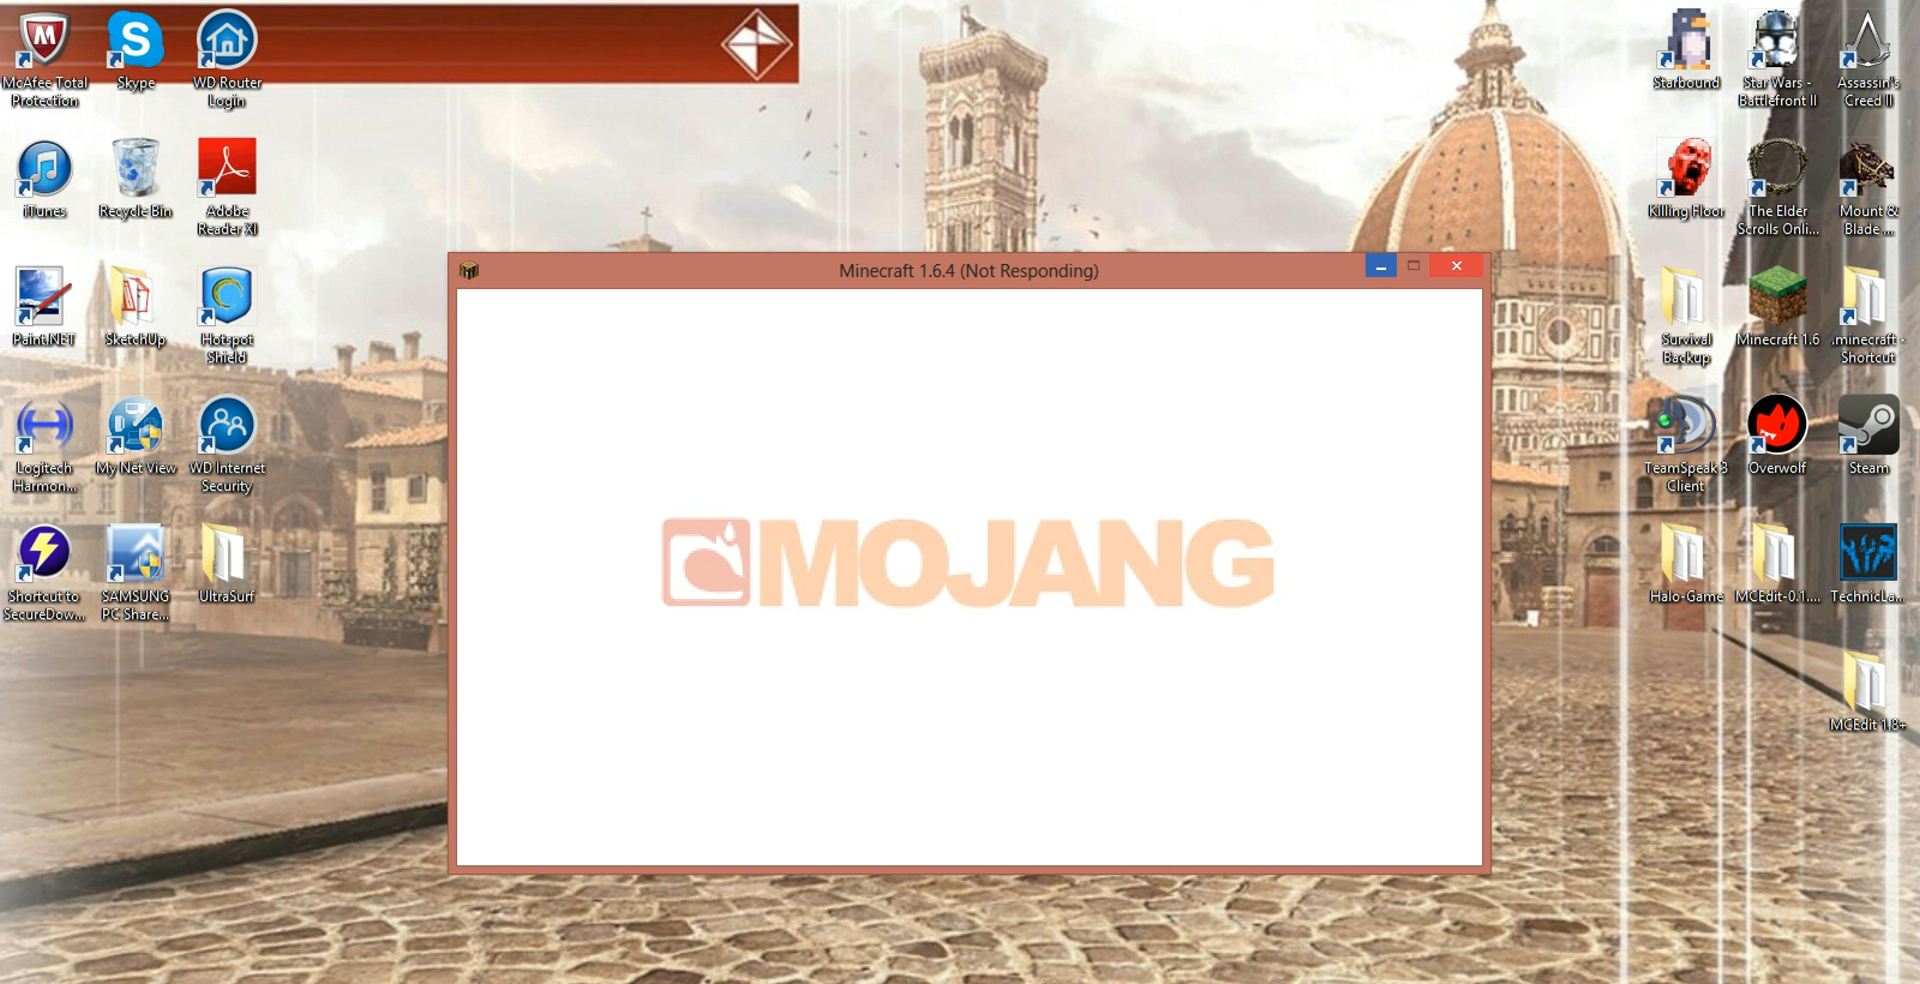 McAfee Total
Protection
Skype
WD Router
Login
iTunes
Recycle Bin
Adobe
Reader XI
Paint.NET
SketchUp
Hotspot
Shield
Logitech
Harmon...
My Net View
WD Internet
Security
Shortcut to
SecureDow...
SAMSUNG
PC Share...
UltraSurf
Minecraft 1.6.4 (Not Responding)
MOJANG
Starbound
Star Wars -
Battlefront II
Assassin's
Creed II
Killing Floor
The Elder
Scrolls Onli...
Mount &
Blade ...
Survival
Backup
Minecraft 1.6
.minecraft -
Shortcut
TeamSpeak 3
Client
Overwolf
Steam
Halo-Game
MCEdit-0.1....
TechnicLa...
MCEdit 1.8+